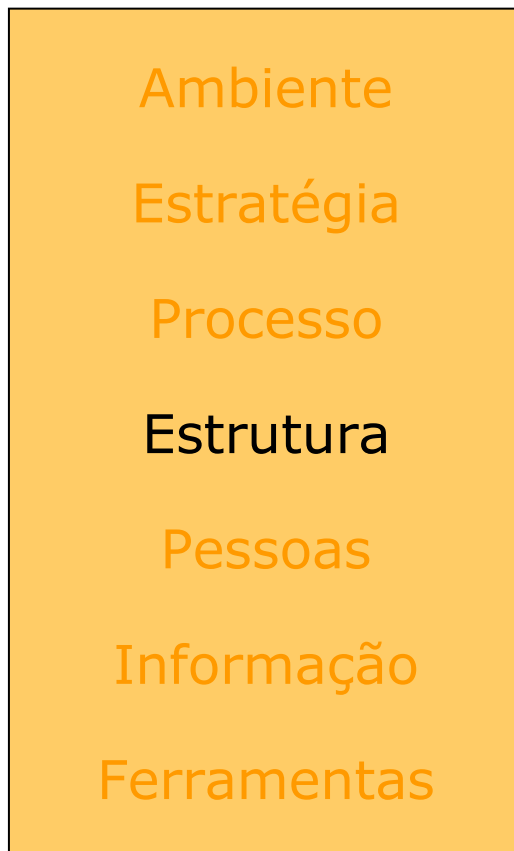 Ambiente
Estratégia
Processo
Estrutura
Pessoas
Informação
Ferramentas